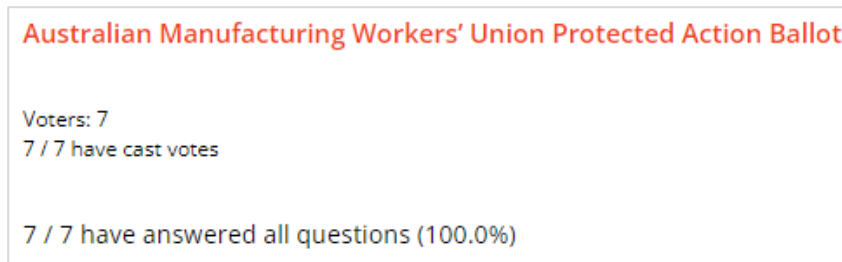 Australian Manufacturing Workers’ Union Protected Action Ballot
Voters: 7
7 / 7 have cast votes
7 / 7 have answered all questions (100.0%)